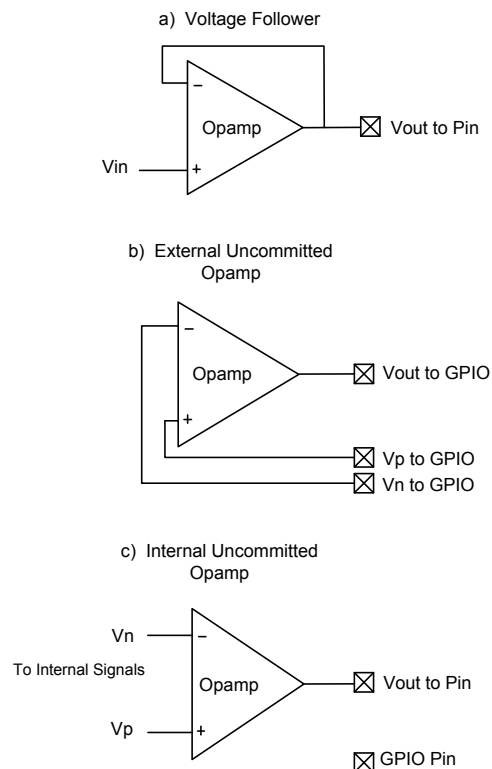 a) Voltage Follower
−
Opamp
Vout to Pin
Vin
+
b) External Uncommitted
Opamp
−
Opamp
Vout to GPIO
+
Vp to GPIO
Vn to GPIO
c) Internal Uncommitted
Opamp
Vn
−
To Internal Signals
Opamp
Vout to Pin
Vp
+
GPIO Pin